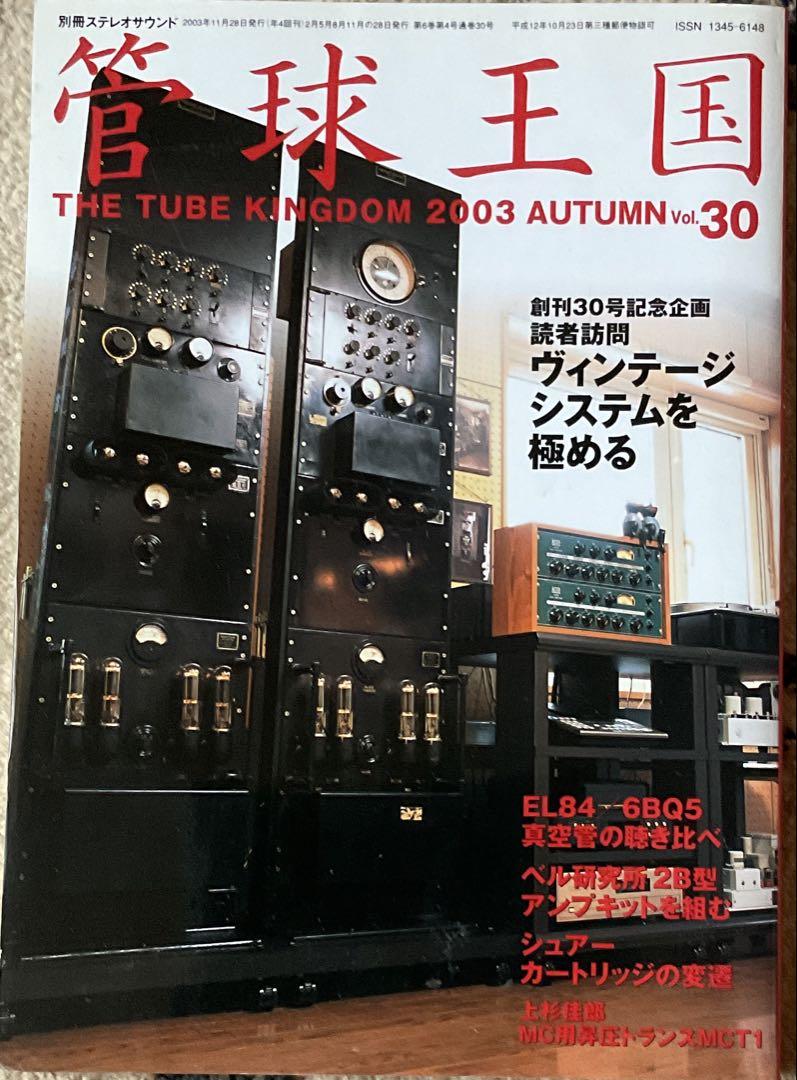 別冊ステレオサウンド 2003年11月28日発行(年4回刊)2月5月8月11月の28日発行 第6巻第4号通巻30号 平成12年10月23日第三種郵便物認可 ISSN 1345-6148
管球王国
THE TUBE KINGDOM 2003 AUTUMN Vol.30
創刊30号記念企画
読者訪問
ヴィンテージ
システムを
極める
EL84―6BQ5
真空管の聴き比べ
ベル研究所 2B型
アンプキットを組む
シュアー
カートリッジの変遷
上杉佳郎
MC用昇圧トランスMCT1